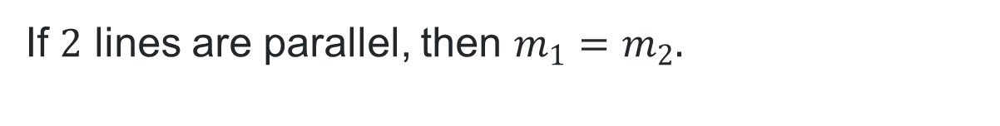 If 2 lines are parallel, then m₁ = m₂.